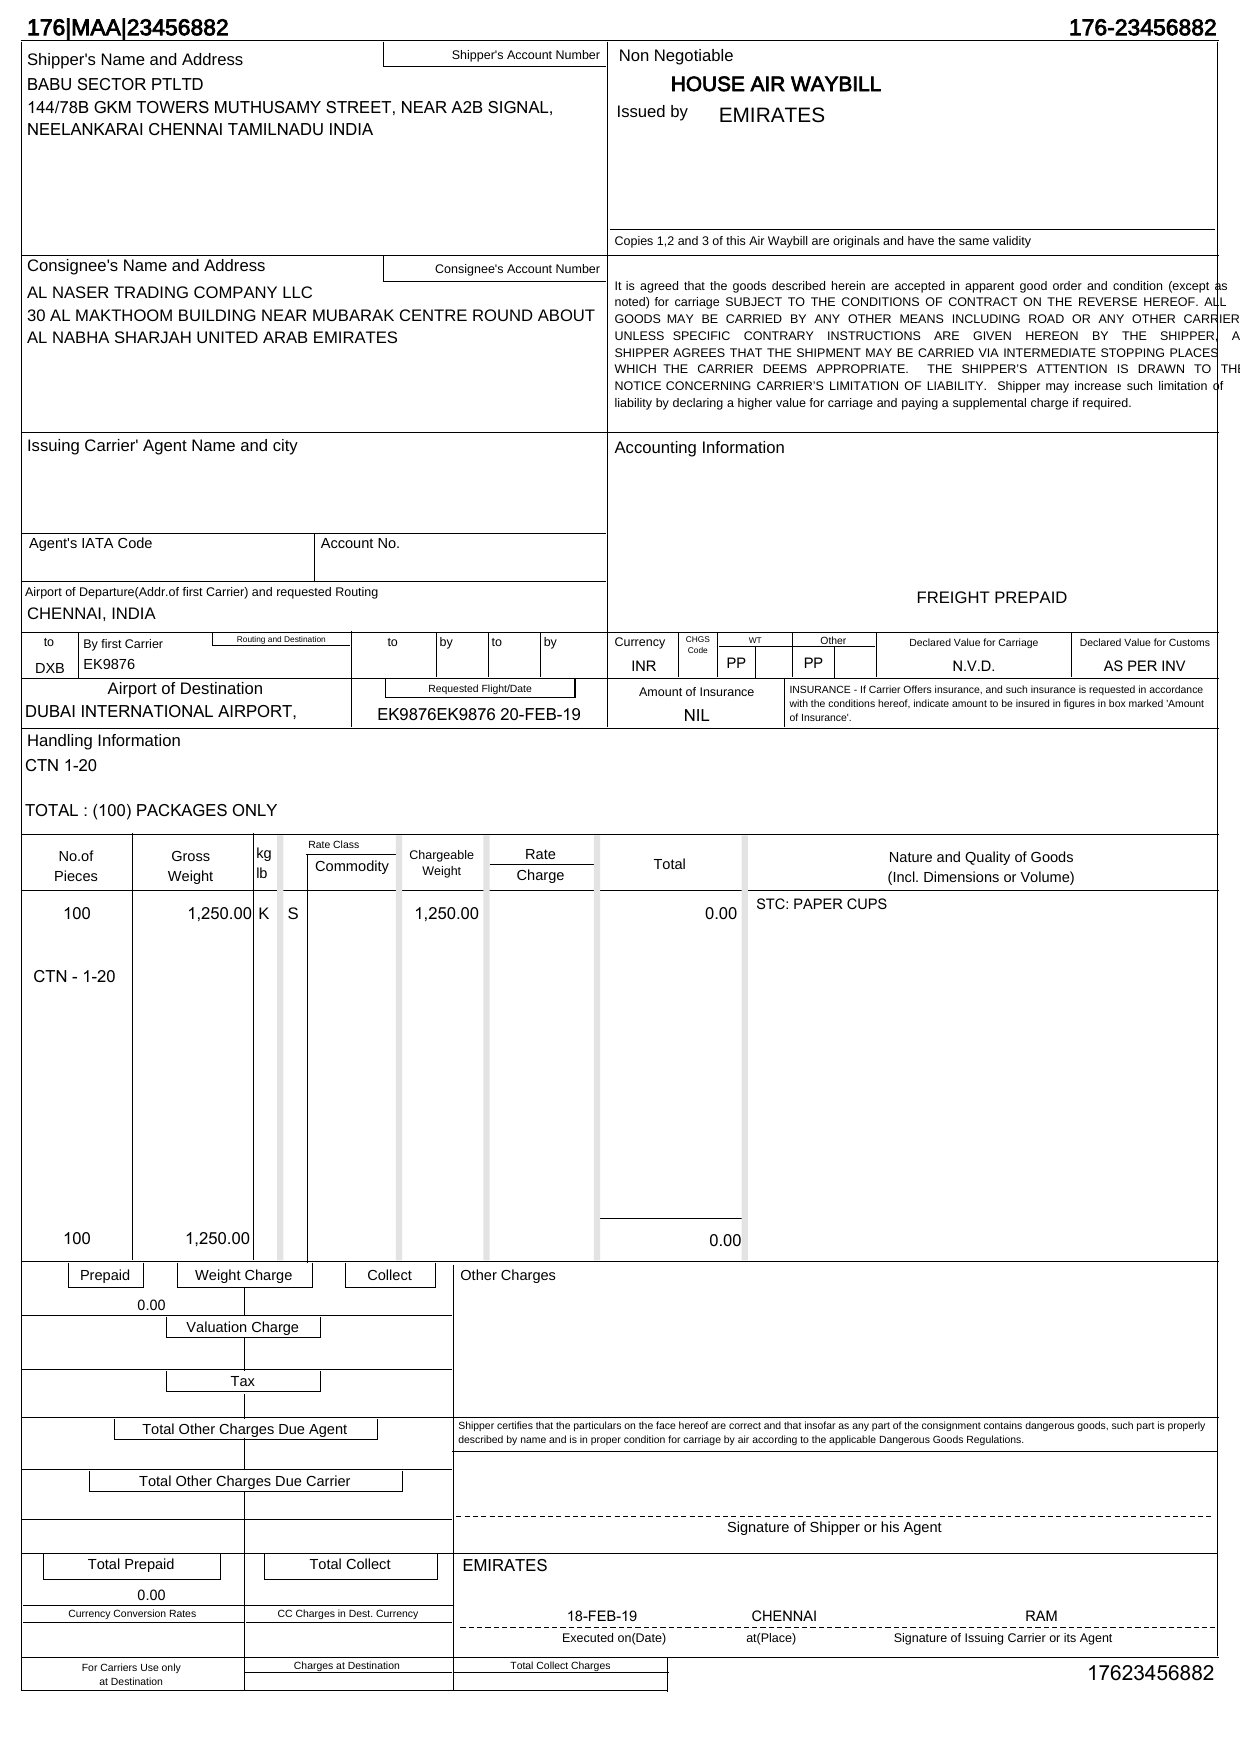 176|MAA|23456882
176-23456882
Shipper's Name and Address
Shipper's Account Number
BABU SECTOR PTLTD
144/78B GKM TOWERS MUTHUSAMY STREET, NEAR A2B SIGNAL,
NEELANKARAI CHENNAI TAMILNADU INDIA
Non Negotiable
HOUSE AIR WAYBILL
Issued by EMIRATES
Copies 1,2 and 3 of this Air Waybill are originals and have the same validity
Consignee's Name and Address
Consignee's Account Number
AL NASER TRADING COMPANY LLC
30 AL MAKTHOOM BUILDING NEAR MUBARAK CENTRE ROUND ABOUT
AL NABHA SHARJAH UNITED ARAB EMIRATES
It is agreed that the goods described herein are accepted in apparent good order and condition (except as
noted) for carriage SUBJECT TO THE CONDITIONS OF CONTRACT ON THE REVERSE HEREOF. ALL
GOODS MAY BE CARRIED BY ANY OTHER MEANS INCLUDING ROAD OR ANY OTHER CARRIER
UNLESS SPECIFIC CONTRARY INSTRUCTIONS ARE GIVEN HEREON BY THE SHIPPER, A
SHIPPER AGREES THAT THE SHIPMENT MAY BE CARRIED VIA INTERMEDIATE STOPPING PLACES
WHICH THE CARRIER DEEMS APPROPRIATE. THE SHIPPER'S ATTENTION IS DRAWN TO THE
NOTICE CONCERNING CARRIER'S LIMITATION OF LIABILITY. Shipper may increase such limitation of
liability by declaring a higher value for carriage and paying a supplemental charge if required.
Issuing Carrier' Agent Name and city
Accounting Information
Agent's IATA Code
Account No.
Airport of Departure(Addr.of first Carrier) and requested Routing
CHENNAI, INDIA
FREIGHT PREPAID
to
DXB
By first Carrier
EK9876
Routing and Destination
to
by
to
by
Currency
INR
CHGS
Code
WT
PP
Other
PP
Declared Value for Carriage
N.V.D.
Declared Value for Customs
AS PER INV
Airport of Destination
DUBAI INTERNATIONAL AIRPORT,
Requested Flight/Date
EK9876EK9876 20-FEB-19
Amount of Insurance
NIL
INSURANCE - If Carrier Offers insurance, and such insurance is requested in accordance
with the conditions hereof, indicate amount to be insured in figures in box marked 'Amount
of Insurance'.
Handling Information
CTN 1-20
TOTAL : (100) PACKAGES ONLY
No.of
Pieces
Gross
Weight
kg
lb
Rate Class
Commodity
Chargeable
Weight
Rate
Charge
Total
Nature and Quality of Goods
(Incl. Dimensions or Volume)
100 1,250.00 K S 1,250.00 0.00 STC: PAPER CUPS
CTN - 1-20
100 1,250.00 0.00
Prepaid
Weight Charge
Collect
Other Charges
0.00
Valuation Charge
Tax
Total Other Charges Due Agent
Shipper certifies that the particulars on the face hereof are correct and that insofar as any part of the consignment contains dangerous goods, such part is properly
described by name and is in proper condition for carriage by air according to the applicable Dangerous Goods Regulations.
Total Other Charges Due Carrier
Signature of Shipper or his Agent
Total Prepaid
Total Collect
EMIRATES
0.00
Currency Conversion Rates
CC Charges in Dest. Currency
18-FEB-19 CHENNAI RAM
Executed on(Date) at(Place) Signature of Issuing Carrier or its Agent
For Carriers Use only
at Destination
Charges at Destination
Total Collect Charges
17623456882